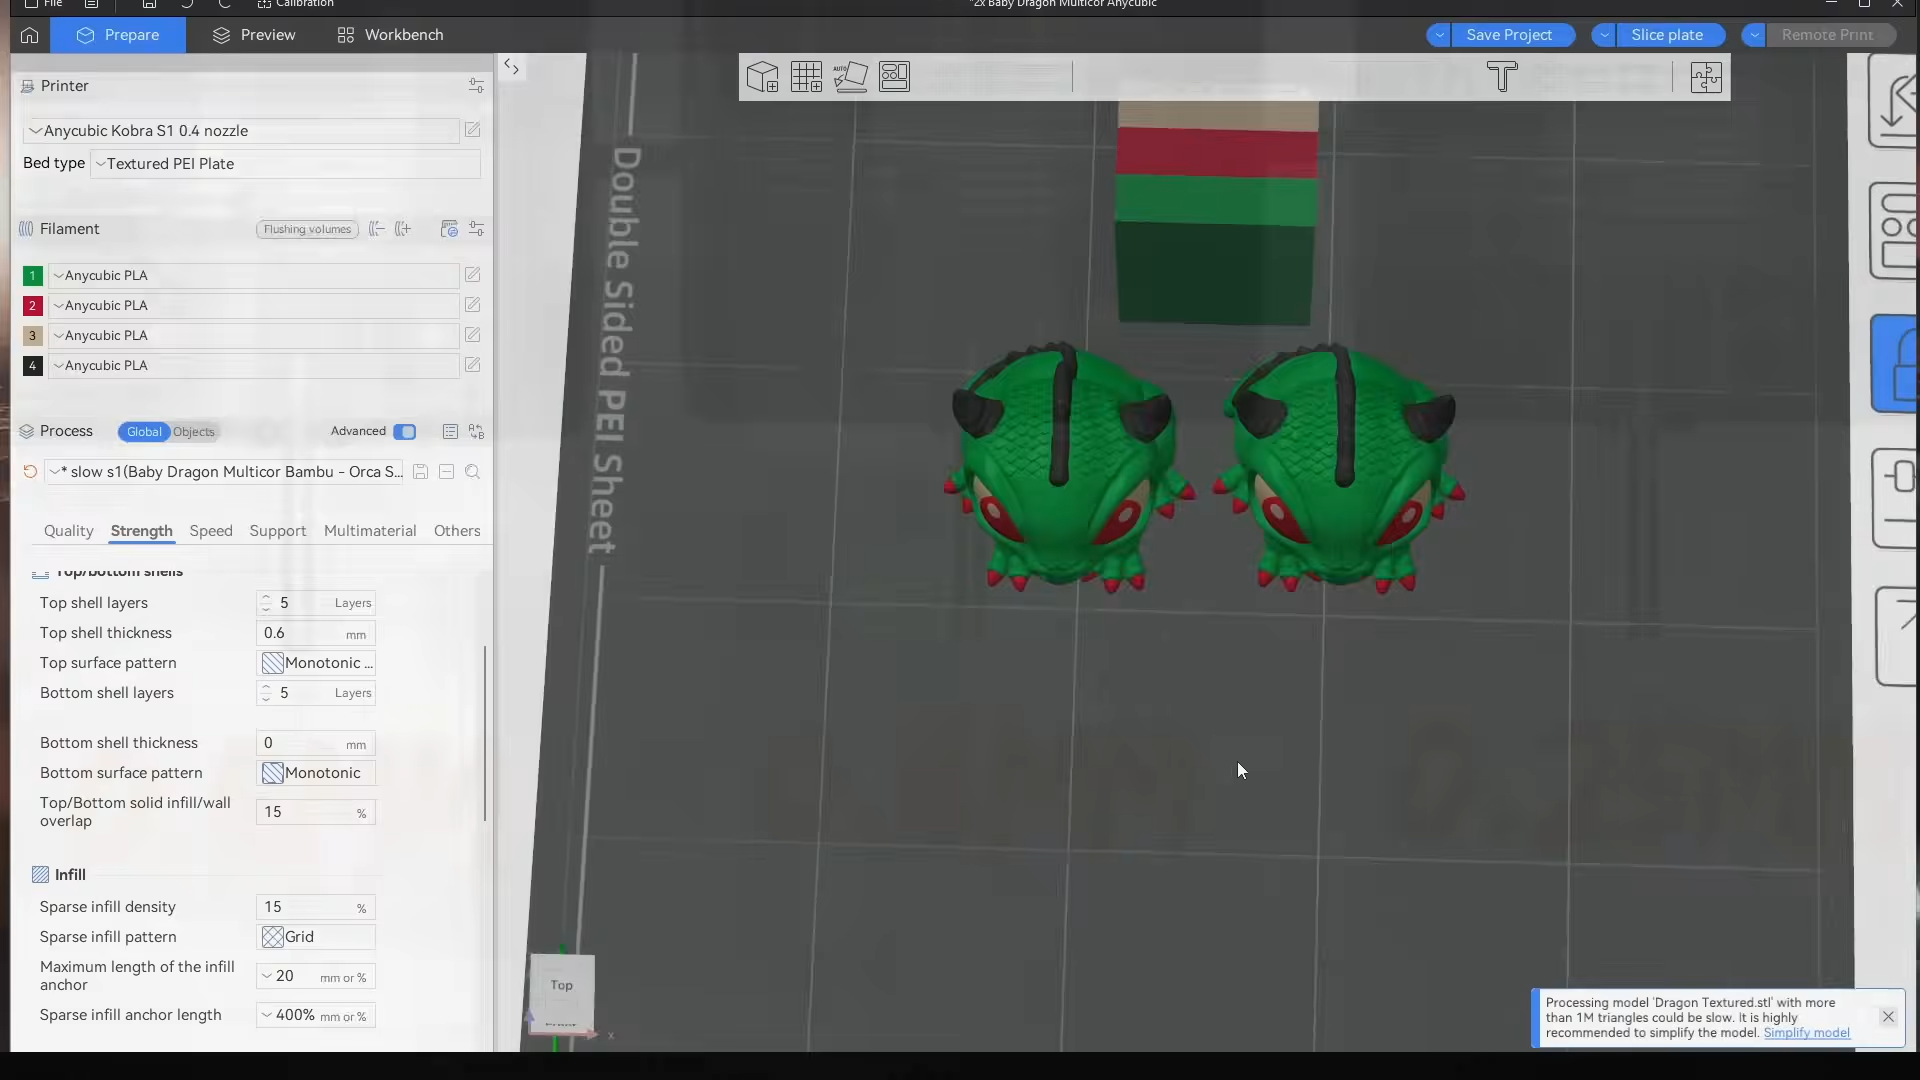 File
Calibration
*2x Baby Dragon Multicor Anycubic
Prepare
Preview
Workbench
Save Project
Slice plate
Remote Print
Printer
Anycubic Kobra S1 0.4 nozzle
Bed type
Textured PEI Plate
Filament
Flushing volumes
1 Anycubic PLA
2 Anycubic PLA
3 Anycubic PLA
4 Anycubic PLA
Process
Global
Objects
Advanced
* slow s1(Baby Dragon Multicor Bambu - Orca S...
Quality
Strength
Speed
Support
Multimaterial
Others
Top/bottom shells
Top shell layers 5 Layers
Top shell thickness 0.6 mm
Top surface pattern Monotonic ...
Bottom shell layers 5 Layers
Bottom shell thickness 0 mm
Bottom surface pattern Monotonic
Top/Bottom solid infill/wall
overlap
15 %
Infill
Sparse infill density 15 %
Sparse infill pattern Grid
Maximum length of the infill
anchor
20 mm or %
Sparse infill anchor length 400% mm or %
AUTO
Double Sided PEI Sheet
Top
x
Processing model 'Dragon Textured.stl' with more
than 1M triangles could be slow. It is highly
recommended to simplify the model. Simplify model